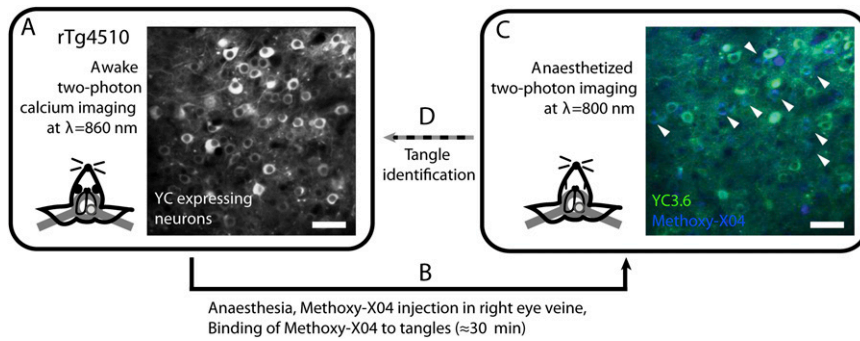 A
rTg4510
Awake
two-photon
calcium imaging
at λ=860 nm
YC expressing
neurons
D
Tangle
identification
C
Anaesthetized
two-photon imaging
at λ=800 nm
YC3.6
Methoxy-X04
B
Anaesthesia, Methoxy-X04 injection in right eye veine,
Binding of Methoxy-X04 to tangles (≈30 min)